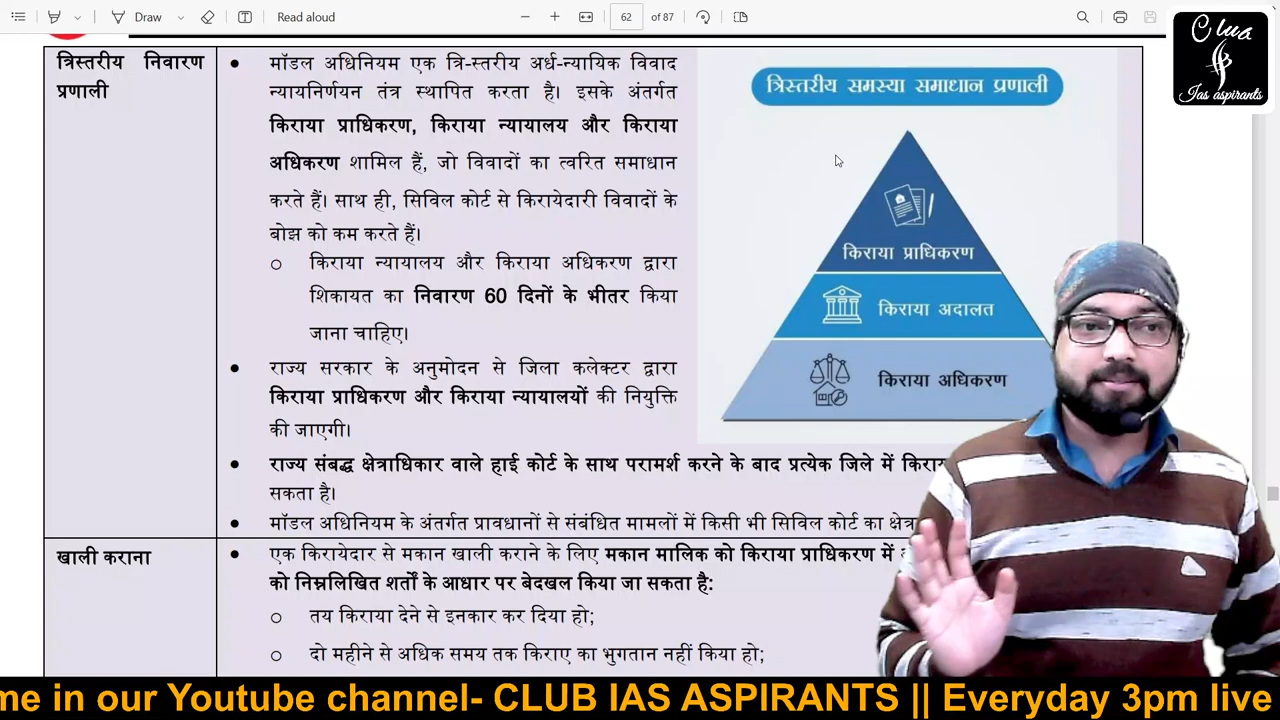 Draw
Read aloud
62
of 87
Club
Ias aspirants
त्रिस्तरीय निवारण
प्रणाली
मॉडल अधिनियम एक त्रि-स्तरीय अर्ध-न्यायिक विवाद
न्यायनिर्णयन तंत्र स्थापित करता है। इसके अंतर्गत
किराया प्राधिकरण, किराया न्यायालय और किराया
अधिकरण शामिल हैं, जो विवादों का त्वरित समाधान
करते हैं। साथ ही, सिविल कोर्ट से किरायेदारी विवादों के
बोझ को कम करते हैं।
किराया न्यायालय और किराया अधिकरण द्वारा
शिकायत का निवारण 60 दिनों के भीतर किया
जाना चाहिए।
राज्य सरकार के अनुमोदन से जिला कलेक्टर द्वारा
किराया प्राधिकरण और किराया न्यायालयों की नियुक्ति
की जाएगी।
राज्य संबद्ध क्षेत्राधिकार वाले हाई कोर्ट के साथ परामर्श करने के बाद प्रत्येक जिले में
सकता है।
मॉडल अधिनियम के अंतर्गत प्रावधानों से संबंधित मामलों में किसी भी सिविल कोर्ट का
त्रिस्तरीय समस्या समाधान प्रणाली
किराया प्राधिकरण
किराया अदालत
किराया अधिकरण
खाली कराना
एक किरायेदार से मकान खाली कराने के लिए मकान मालिक को किराया प्राधिकरण में
को निम्नलिखित शर्तों के आधार पर बेदखल किया जा सकता है:
तय किराया देने से इनकार कर दिया हो;
दो महीने से अधिक समय तक किराए का भुगतान नहीं किया हो;
me in our Youtube channel- CLUB IAS ASPIRANTS || Everyday 3pm live